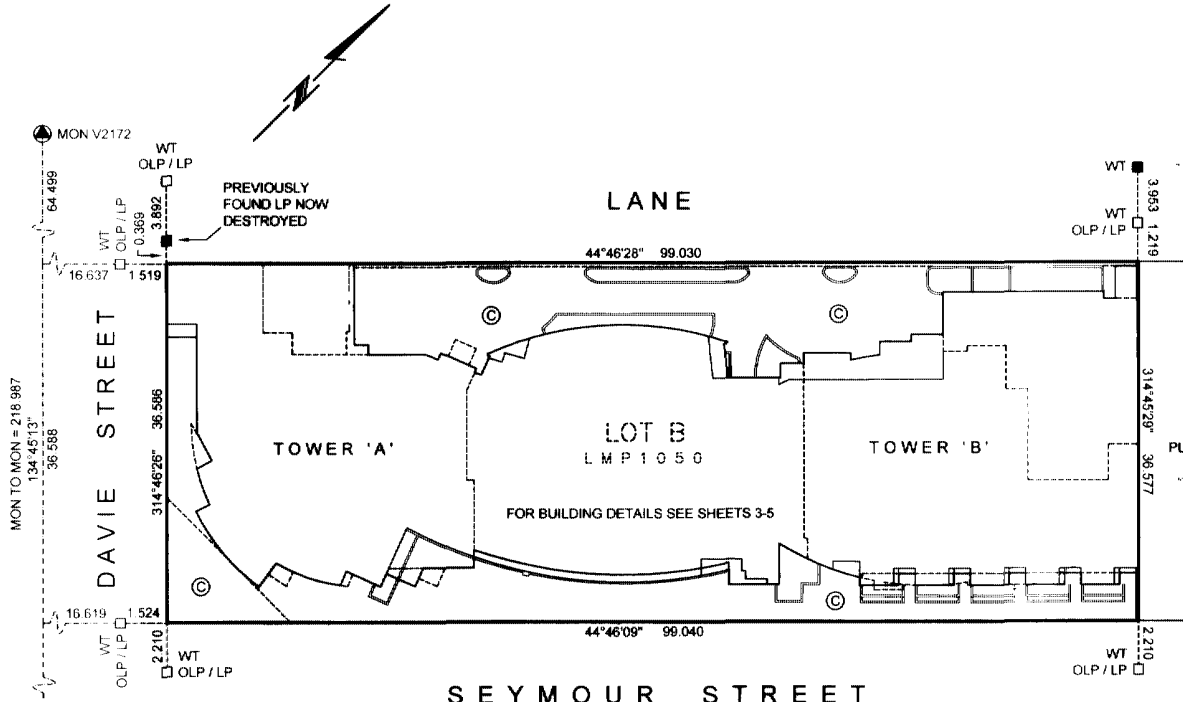 N
MON V2172
WT
OLP / LP
PREVIOUSLY
FOUND LP NOW
DESTROYED
LANE
WT
3.953
WT
OLP / LP
1.219
64.499
WT
OLP / LP
0.369
3.892
44°46'28" 99.030
16.637
1.519
C
C
MON TO MON = 218.987
134°45'13"
36.588
DAVIE STREET
314°46'26" 36.586
TOWER 'A'
LOT B
LMP1050
TOWER 'B'
314°45'29" 36.577
PU
FOR BUILDING DETAILS SEE SHEETS 3-5
C
C
16.619
1.524
44°46'09" 99.040
WT
OLP / LP
2.210
WT
OLP / LP
2.210
WT
OLP / LP
SEYMOUR STREET